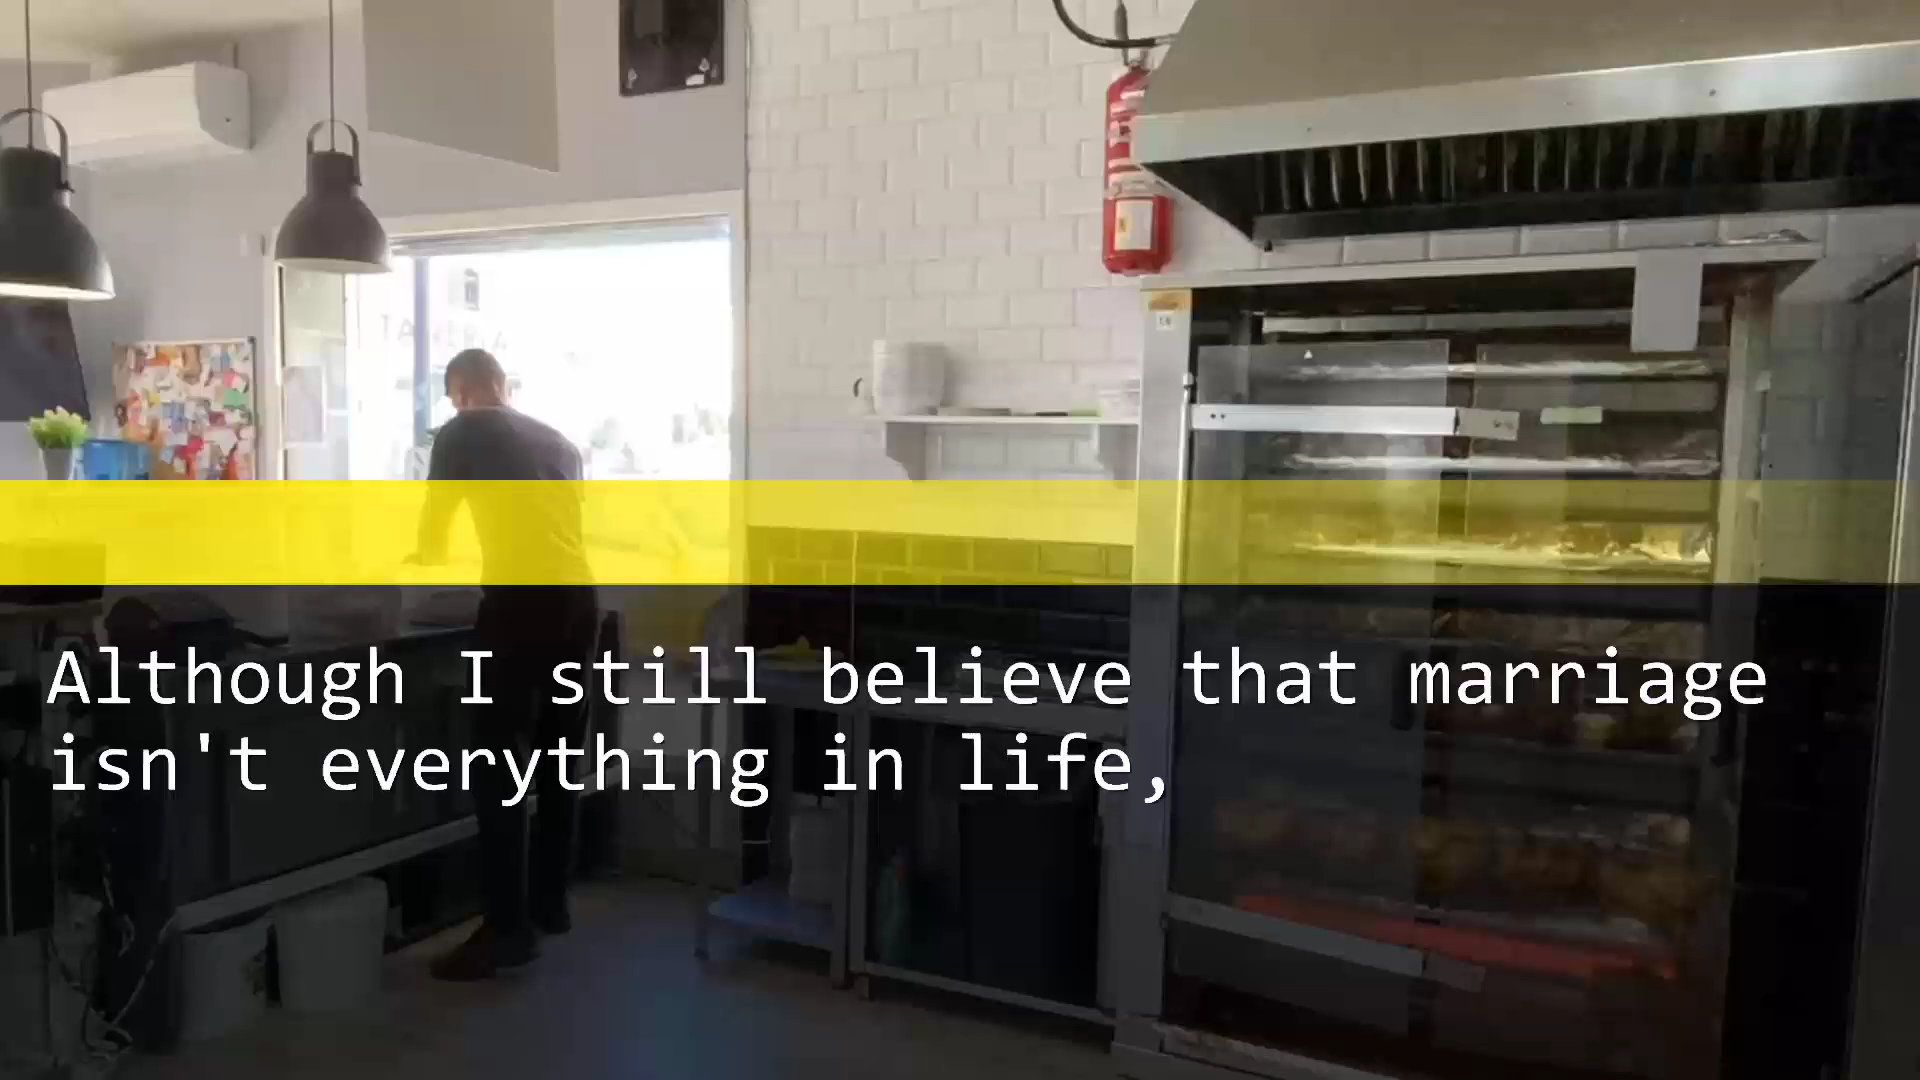 Although I still believe that marriage
isn't everything in life,